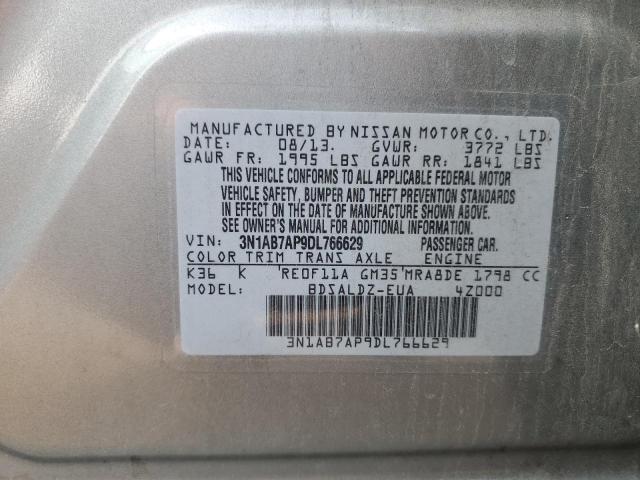 MANUFACTURED BY NISSAN MOTOR CO., LTD.
DATE: 08/13. GVWR: 3772 LBS
GAWR FR: 1995 LBS GAWR RR: 1841 LBS
THIS VEHICLE CONFORMS TO ALL APPLICABLE FEDERAL MOTOR
VEHICLE SAFETY, BUMPER AND THEFT PREVENTION STANDARDS
IN EFFECT ON THE DATE OF MANUFACTURE SHOWN ABOVE.
SEE OWNER'S MANUAL FOR ADDITIONAL INFORMATION.
VIN: 3N1AB7AP9DL766629 PASSENGER CAR.
COLOR TRIM TRANS AXLE ENGINE
K36 K RE0F11A GM35 MRA8DE 1798 CC
MODEL: BDSALDZ-EUA 4Z000
3N1AB7AP9DL766629